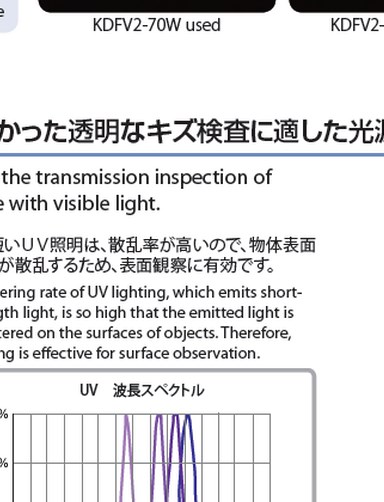 e
KDFV2-70W used
KDFV2-
かった透明なキズ検査に適した光源
the transmission inspection of
e with visible light.
短いUV照明は、散乱率が高いので、物体表面
が散乱するため、表面観察に有効です。
ering rate of UV lighting, which emits short-
gth light, is so high that the emitted light is
tered on the surfaces of objects. Therefore,
ng is effective for surface observation.
UV 波長スペクトル
%
%